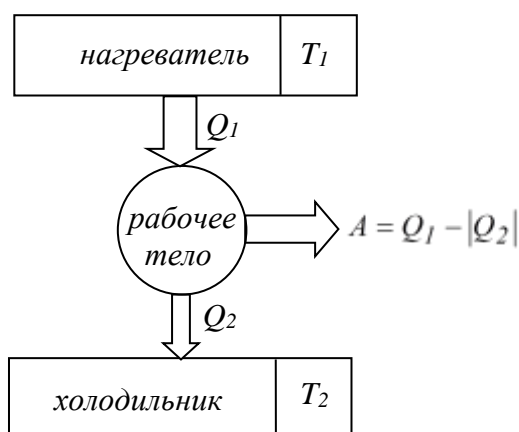 нагреватель T1
Q1
рабочее
тело
A = Q1 – |Q2|
Q2
холодильник T2